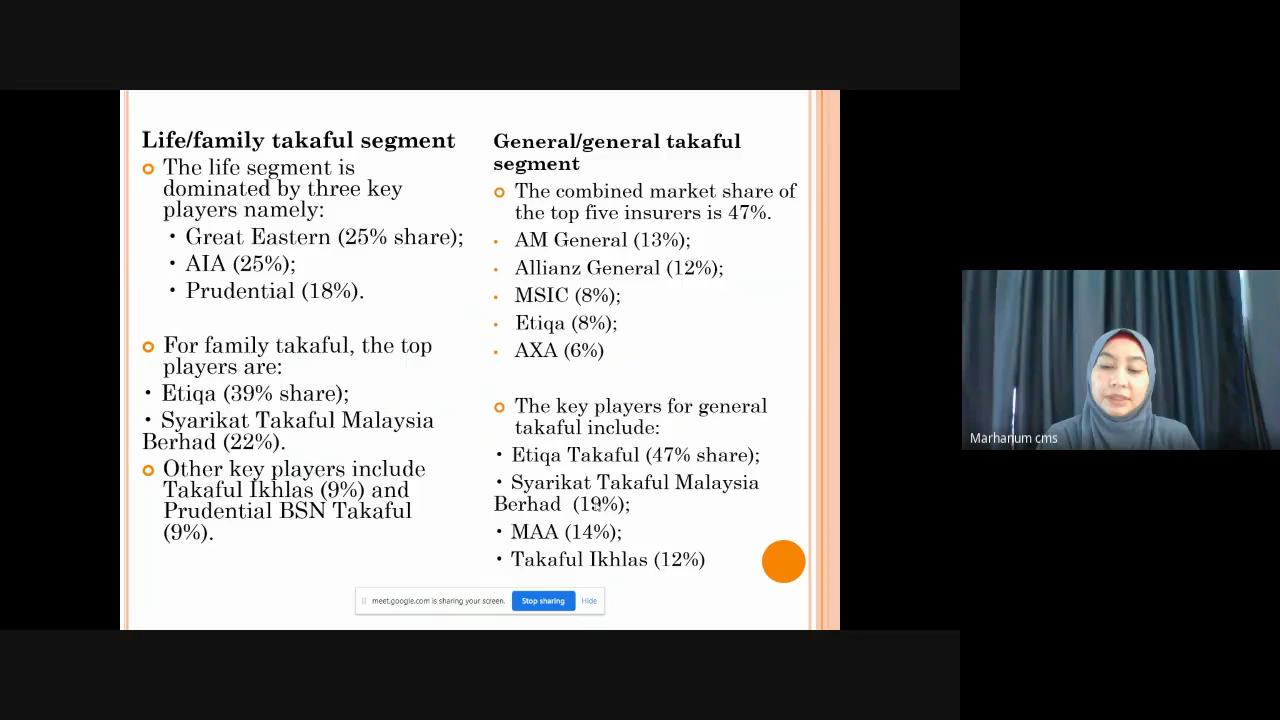 Life/family takaful segment
The life segment is
dominated by three key
players namely:
• Great Eastern (25% share);
• AIA (25%);
• Prudential (18%).
For family takaful, the top
players are:
• Etiqa (39% share);
• Syarikat Takaful Malaysia
Berhad (22%).
Other key players include
Takaful Ikhlas (9%) and
Prudential BSN Takaful
(9%).
General/general takaful
segment
The combined market share of
the top five insurers is 47%.
• AM General (13%);
• Allianz General (12%);
• MSIC (8%);
• Etiqa (8%);
• AXA (6%)
The key players for general
takaful include:
• Etiqa Takaful (47% share);
• Syarikat Takaful Malaysia
Berhad (19%);
• MAA (14%);
• Takaful Ikhlas (12%)
meet.google.com is sharing your screen.
Stop sharing
Hide
Marhanum cms